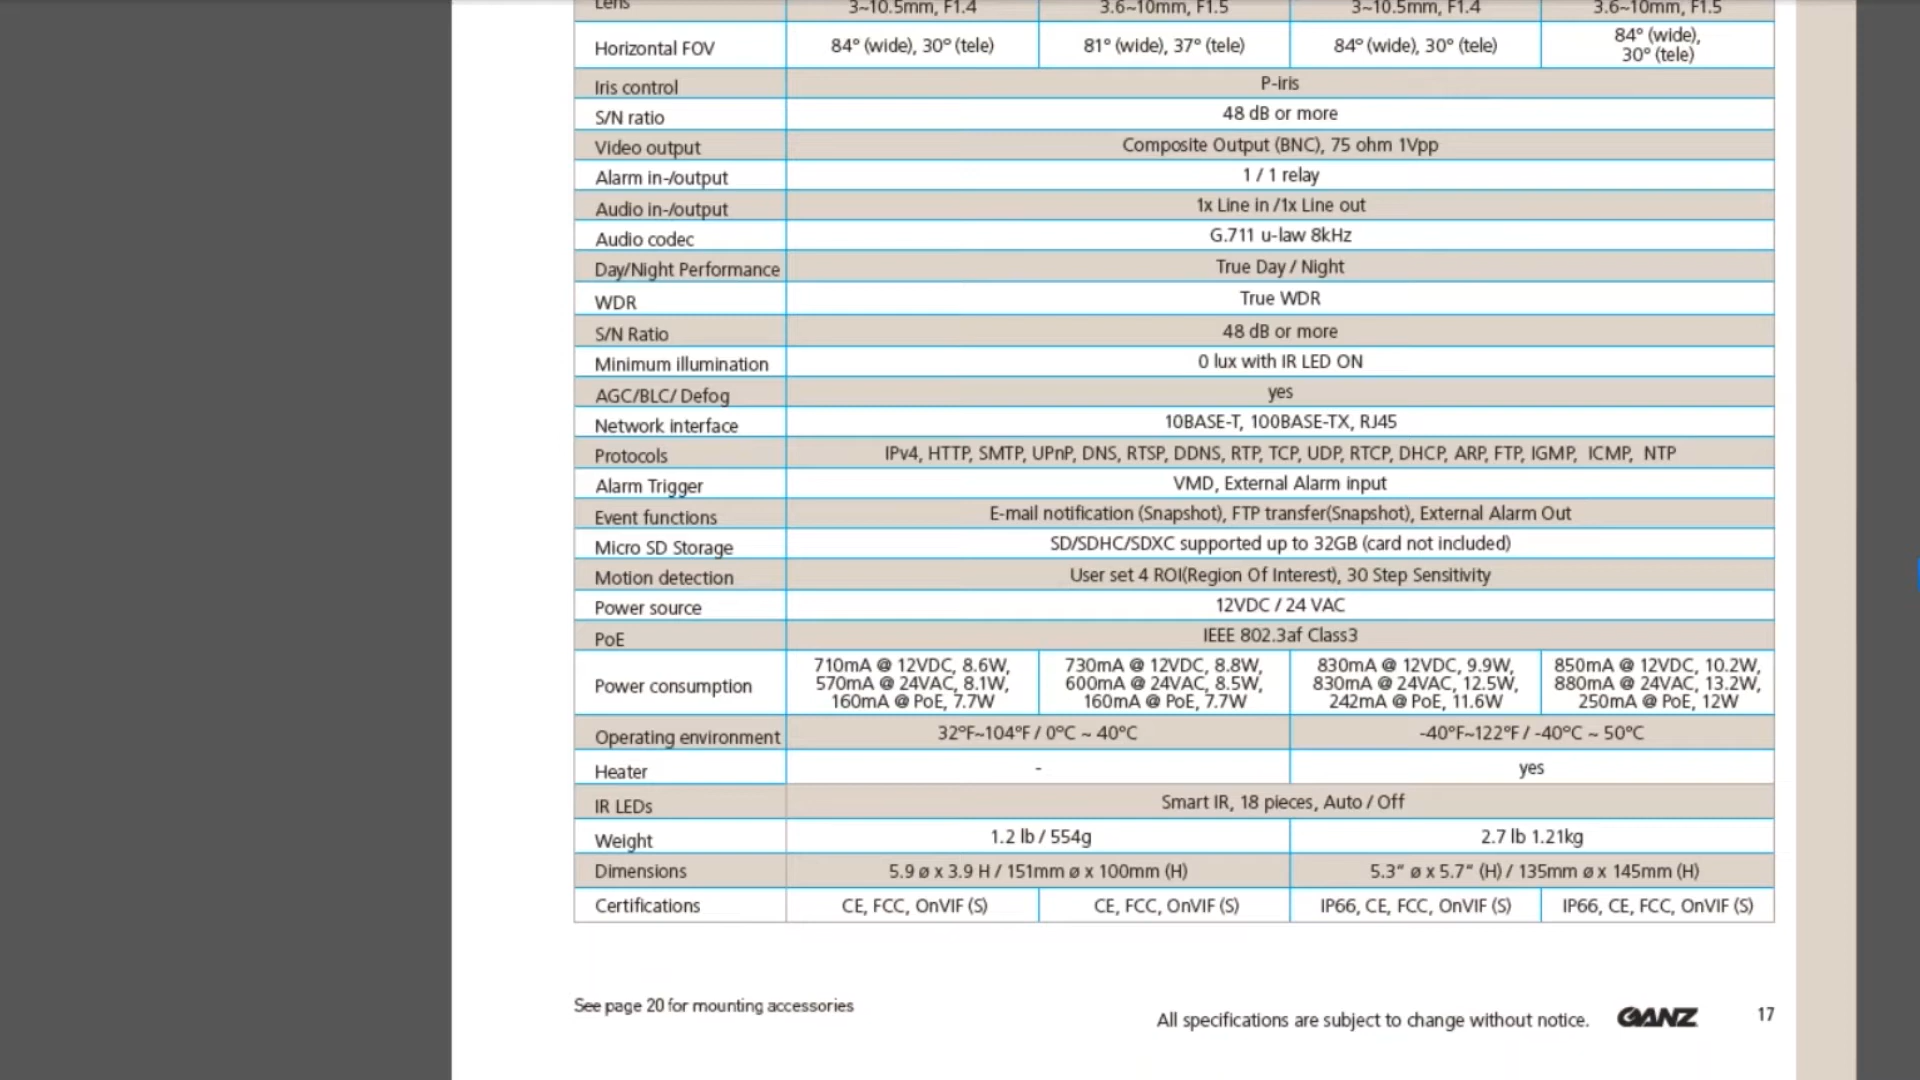 Lens 3~10.5mm, F1.4 3.6~10mm, F1.5 3~10.5mm, F1.4 3.6~10mm, F1.5
Horizontal FOV 84° (wide), 30° (tele) 81° (wide), 37° (tele) 84° (wide), 30° (tele) 84° (wide),
30° (tele)
Iris control P-iris
S/N ratio 48 dB or more
Video output Composite Output (BNC), 75 ohm 1Vpp
Alarm in-/output 1 / 1 relay
Audio in-/output 1x Line in /1x Line out
Audio codec G.711 u-law 8kHz
Day/Night Performance True Day / Night
WDR True WDR
S/N Ratio 48 dB or more
Minimum illumination 0 lux with IR LED ON
AGC/BLC/ Defog yes
Network interface 10BASE-T, 100BASE-TX, RJ45
Protocols IPv4, HTTP, SMTP, UPnP, DNS, RTSP, DDNS, RTP, TCP, UDP, RTCP, DHCP, ARP, FTP, IGMP, ICMP, NTP
Alarm Trigger VMD, External Alarm input
Event functions E-mail notification (Snapshot), FTP transfer(Snapshot), External Alarm Out
Micro SD Storage SD/SDHC/SDXC supported up to 32GB (card not included)
Motion detection User set 4 ROI(Region Of Interest), 30 Step Sensitivity
Power source 12VDC / 24 VAC
PoE IEEE 802.3af Class3
710mA @ 12VDC, 8.6W, 730mA @ 12VDC, 8.8W, 830mA @ 12VDC, 9.9W, 850mA @ 12VDC, 10.2W,
Power consumption 570mA @ 24VAC, 8.1W, 600mA @ 24VAC, 8.5W, 830mA @ 24VAC, 12.5W, 880mA @ 24VAC, 13.2W,
160mA @ PoE, 7.7W 160mA @ PoE, 7.7W 242mA @ PoE, 11.6W 250mA @ PoE, 12W
Operating environment 32°F~104°F / 0°C ~ 40°C -40°F~122°F / -40°C ~ 50°C
Heater - yes
IR LEDs Smart IR, 18 pieces, Auto / Off
Weight 1.2 lb / 554g 2.7 lb 1.21kg
Dimensions 5.9 ø x 3.9 H / 151mm ø x 100mm (H) 5.3“ ø x 5.7“ (H) / 135mm ø x 145mm (H)
Certifications CE, FCC, OnVIF (S) CE, FCC, OnVIF (S) IP66, CE, FCC, OnVIF (S) IP66, CE, FCC, OnVIF (S)
See page 20 for mounting accessories
All specifications are subject to change without notice. GANZ 17